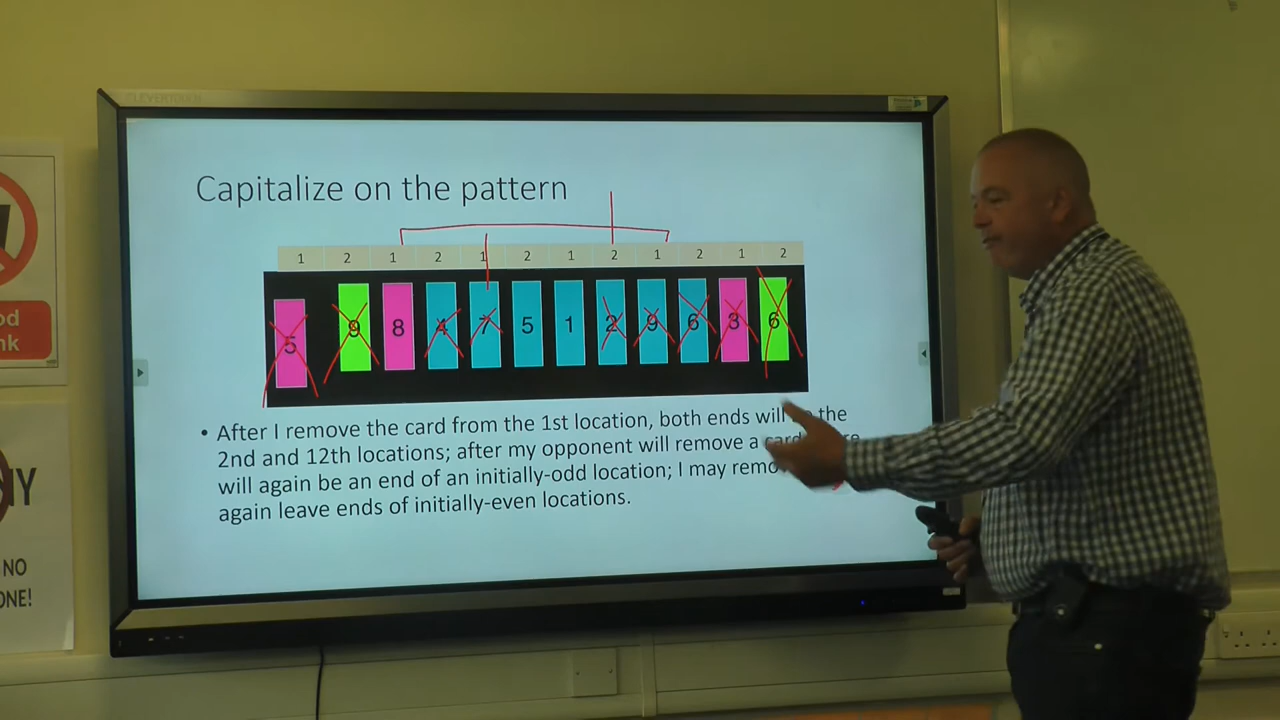 CLEVERTOUCH
Capitalize on the pattern
1 2 1 2 1 2 1 2 1 2 1 2
5 9 8 4 7 5 1 2 9 6 3 6
• After I remove the card from the 1st location, both ends will the
2nd and 12th locations; after my opponent will remove a card
will again be an end of an initially-odd location; I may
again leave ends of initially-even locations.
NO